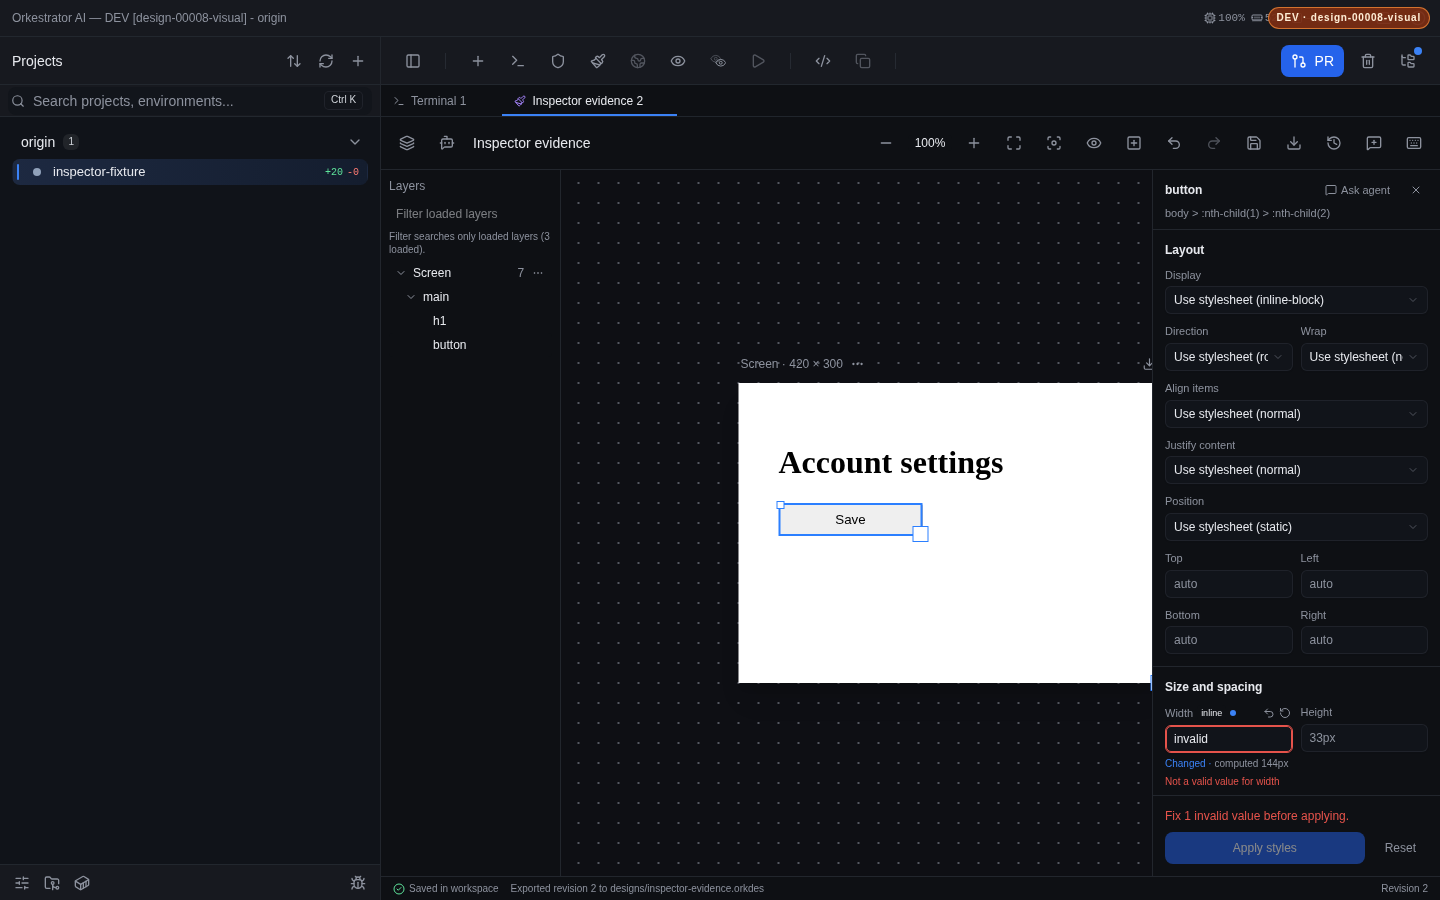 Orkestrator AI — DEV [design-00008-visual] - origin
100%
DEV · design-00008-visual
Projects
PR
Search projects, environments...
Ctrl K
Terminal 1
Inspector evidence 2
origin 1
inspector-fixture
+20 -0
Inspector evidence
100%
Layers
Filter loaded layers
Filter searches only loaded layers (3
loaded).
Screen 7
main
h1
button
Screen · 420 × 300
Account settings
Save
button
Ask agent
body > :nth-child(1) > :nth-child(2)
Layout
Display
Use stylesheet (inline-block)
Direction
Wrap
Use stylesheet (ro
Use stylesheet (n
Align items
Use stylesheet (normal)
Justify content
Use stylesheet (normal)
Position
Use stylesheet (static)
Top
Left
auto
auto
Bottom
Right
auto
auto
Size and spacing
Width inline
Height
invalid
33px
Changed · computed 144px
Not a valid value for width
Fix 1 invalid value before applying.
Apply styles
Reset
Saved in workspace
Exported revision 2 to designs/inspector-evidence.orkdes
Revision 2